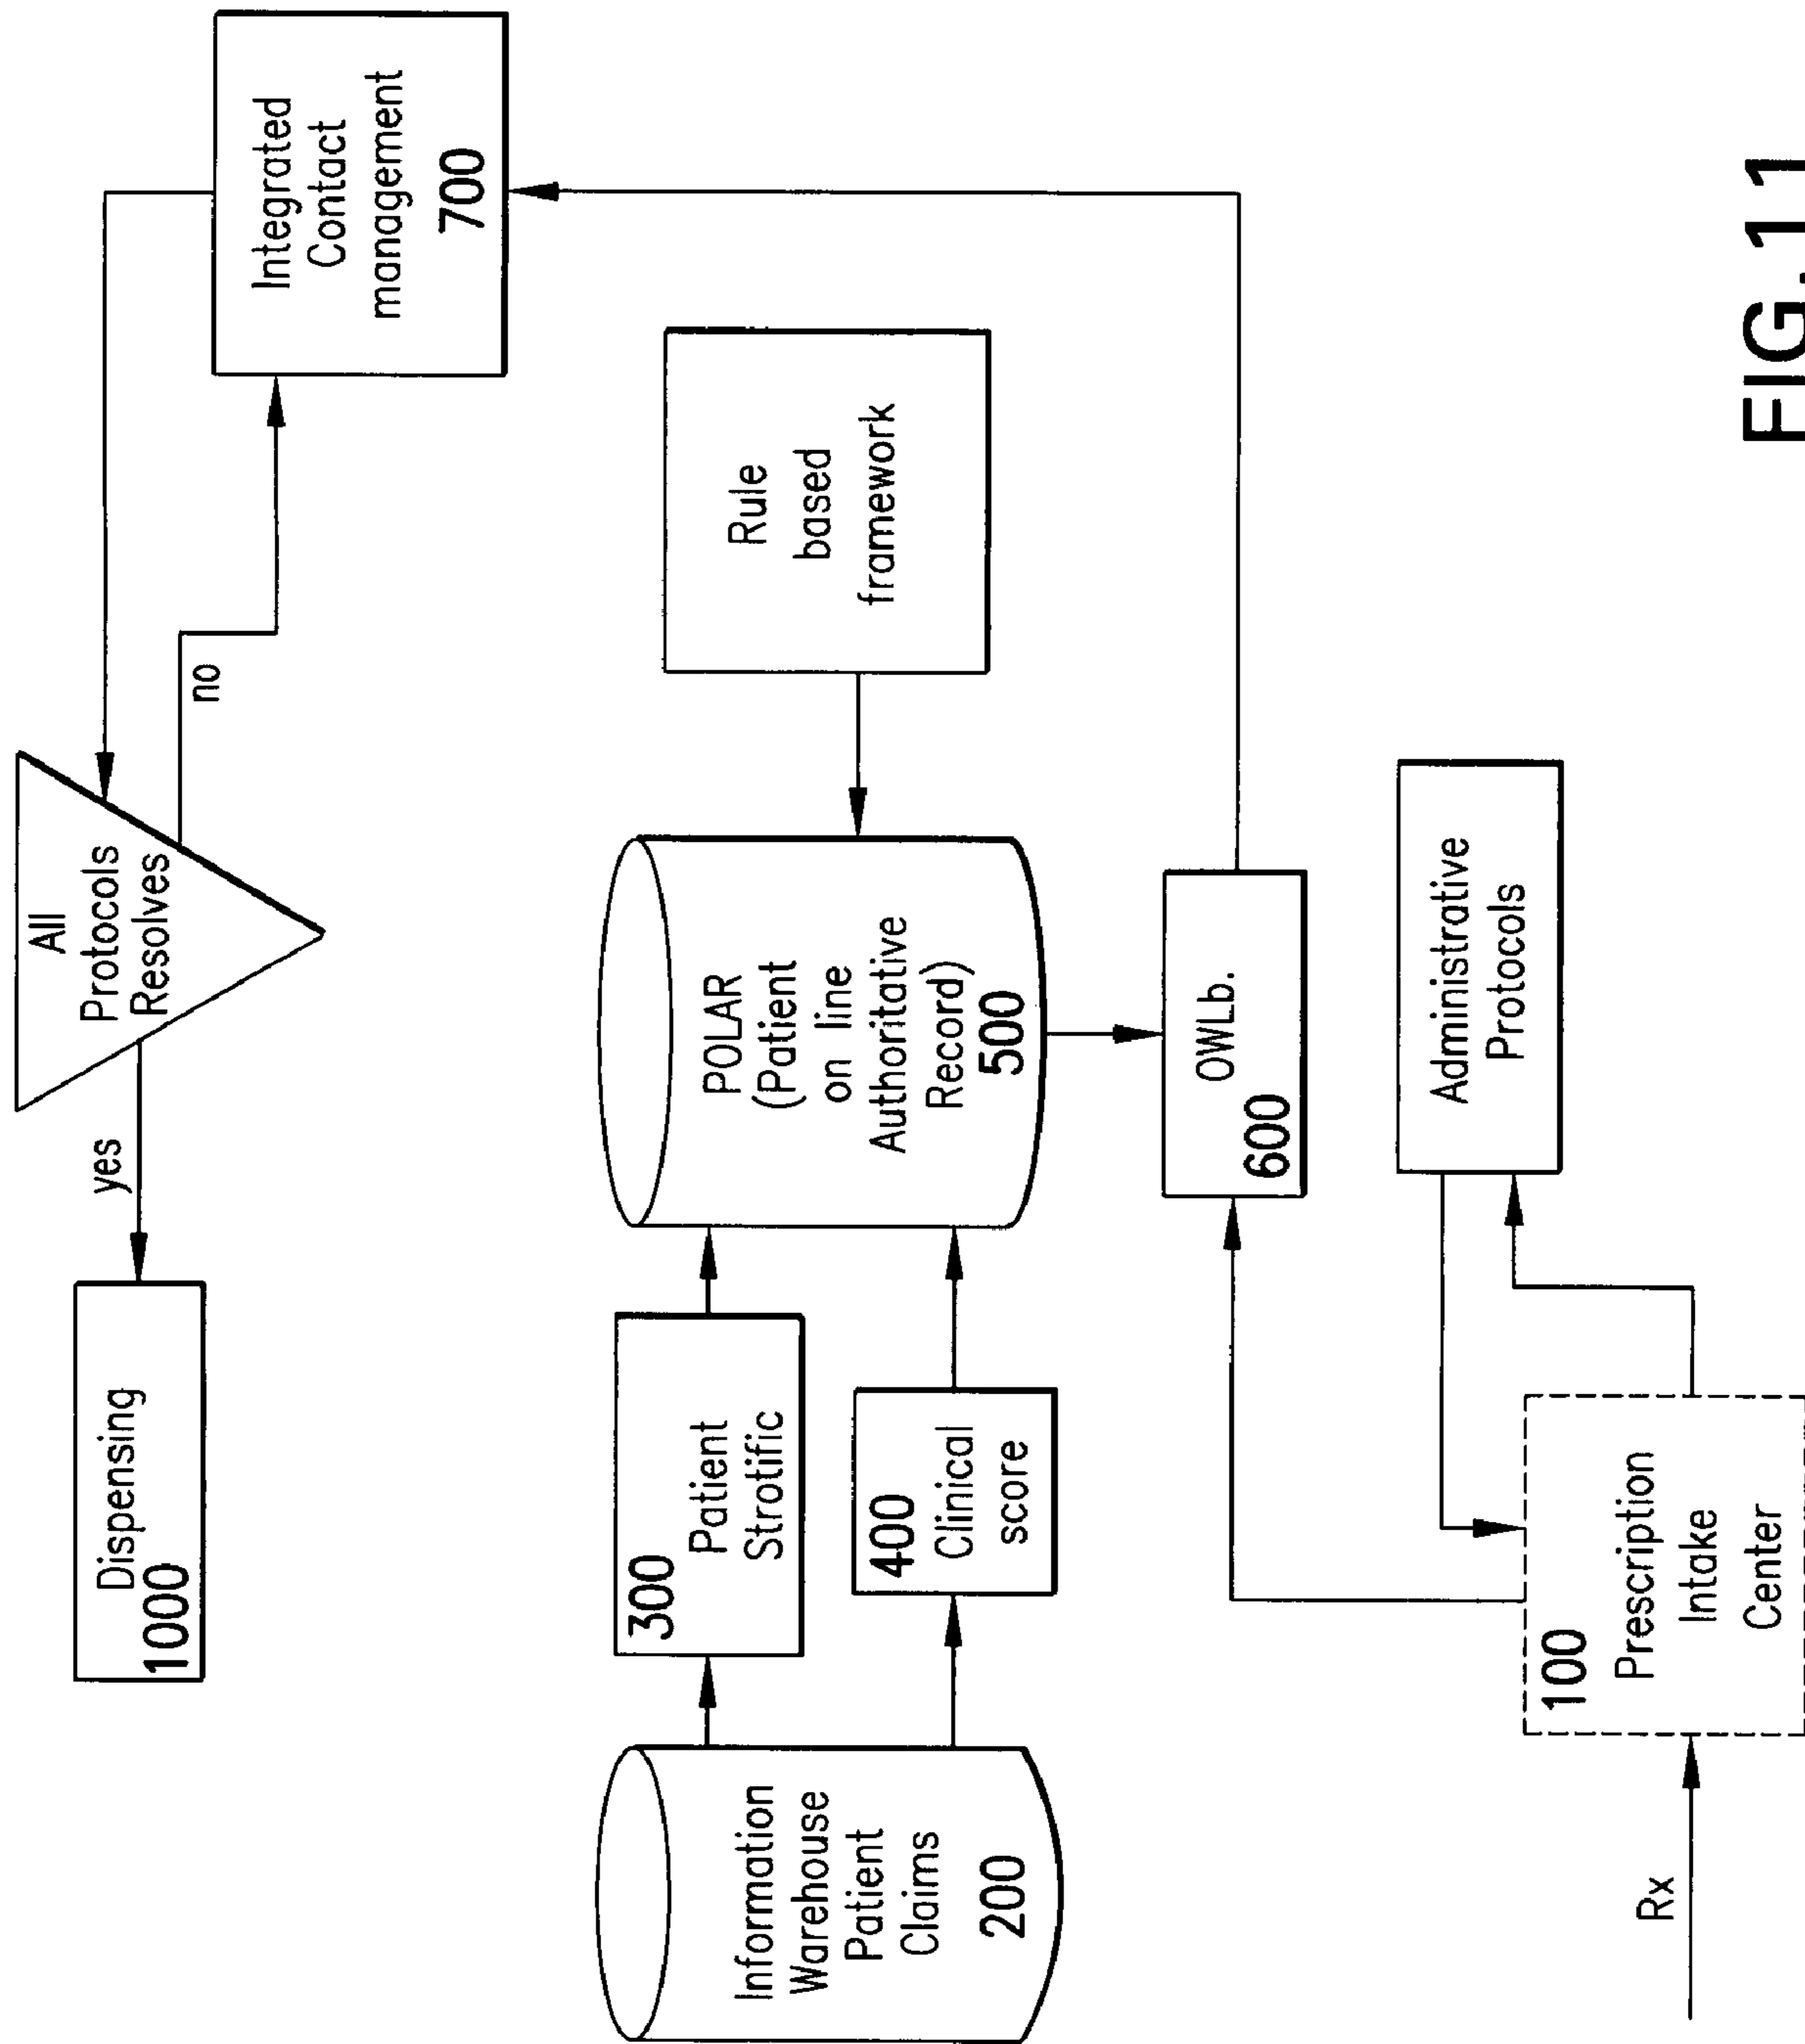 Dispensing
1000
yes
All
Protocols
Resolves
no
Integrated
Contact
management
700
Information
Warehouse
Patient
Claims
200
300
Patient
Strotific
400
Clinical
score
POLAR
(Patient
on line
Authoritative
Record)
500
Rule
based
framework
OWLb.
600
Rx
100
Prescription
Intake
Center
Administrative
Protocols
FIG.11